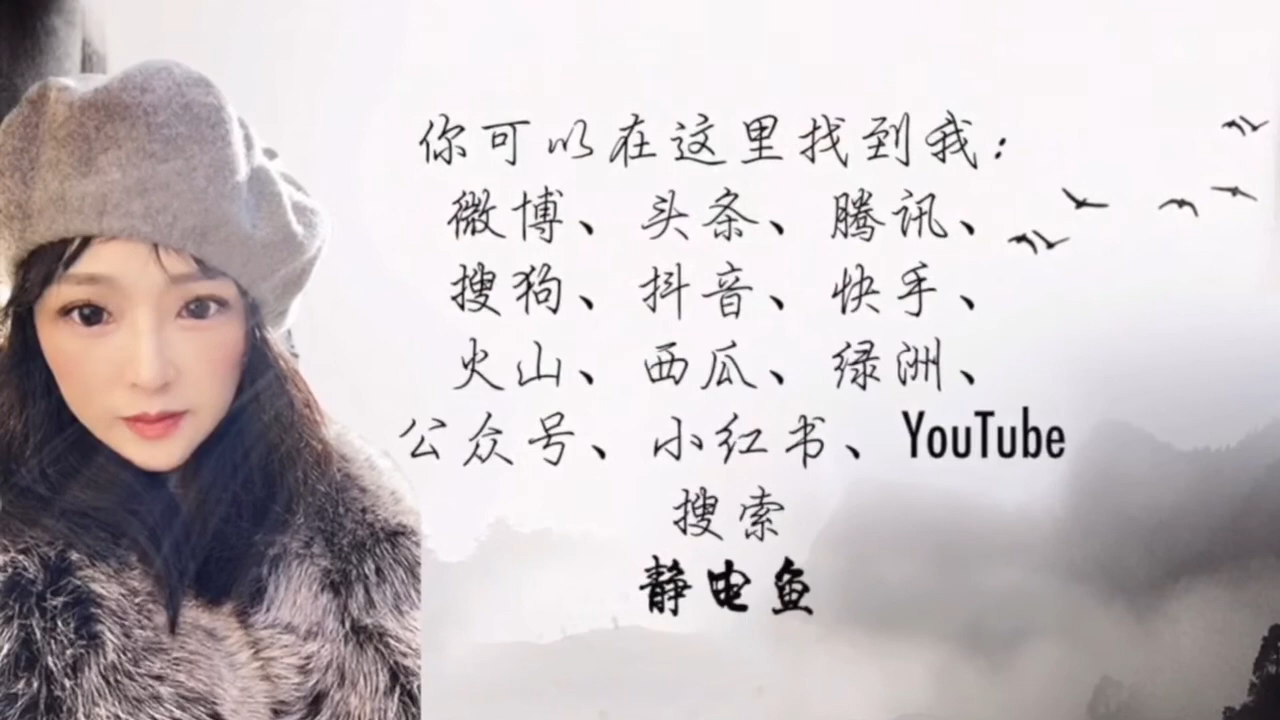 你可以在这里找到我：
微博、头条、腾讯、
搜狗、抖音、快手、
火山、西瓜、绿洲、
公众号、小红书、YouTube
搜索
静电鱼